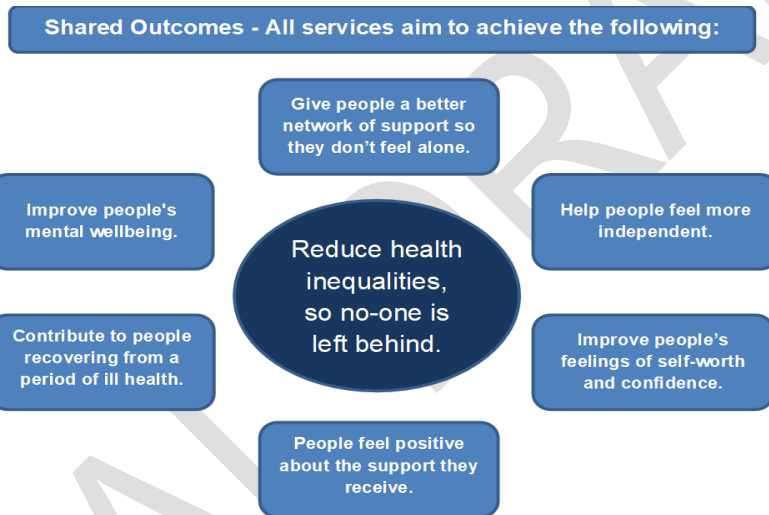 Shared Outcomes - All services aim to achieve the following:
Give people a better
network of support so
they don’t feel alone.
Improve people's
mental wellbeing.
Help people feel more
independent.
Reduce health
inequalities,
so no-one is
left behind.
Contribute to people
recovering from a
period of ill health.
Improve people’s
feelings of self-worth
and confidence.
People feel positive
about the support they
receive.